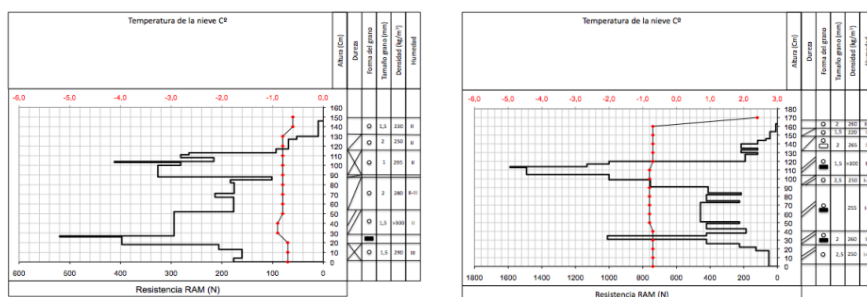 Temperatura de la nieve Cº
Altura (Cm)
Dureza
Forma del grano
Tamaño grano (mm)
Densidad (kg/m³)
Humedad
-6,0 -5,0 -4,0 -3,0 -2,0 -1,0 0,0
160
150
140
130
120
110
100
90
80
70
60
50
40
30
20
10
0
1,5 230 II
2 250 II
1 295 II
2 280 II-III
1,5 >300 II
1,5 290 III
600 500 400 300 200 100 0
Resistencia RAM (N)
Temperatura de la nieve Cº
Altura (Cm)
Dureza
Forma del grano
Tamaño grano (mm)
Densidad (kg/m³)
-6,0 -5,0 -4,0 -3,0 -2,0 -1,0 0,0 1,0 2,0 3,0
180
170
160
150
140
130
120
110
100
90
80
70
60
50
40
30
20
10
0
2 260
1,5 220
2 265
1,5 >300
2,5 250
255
2 260
2,5 250
1800 1600 1400 1200 1000 800 600 400 200 0
Resistencia RAM (N)